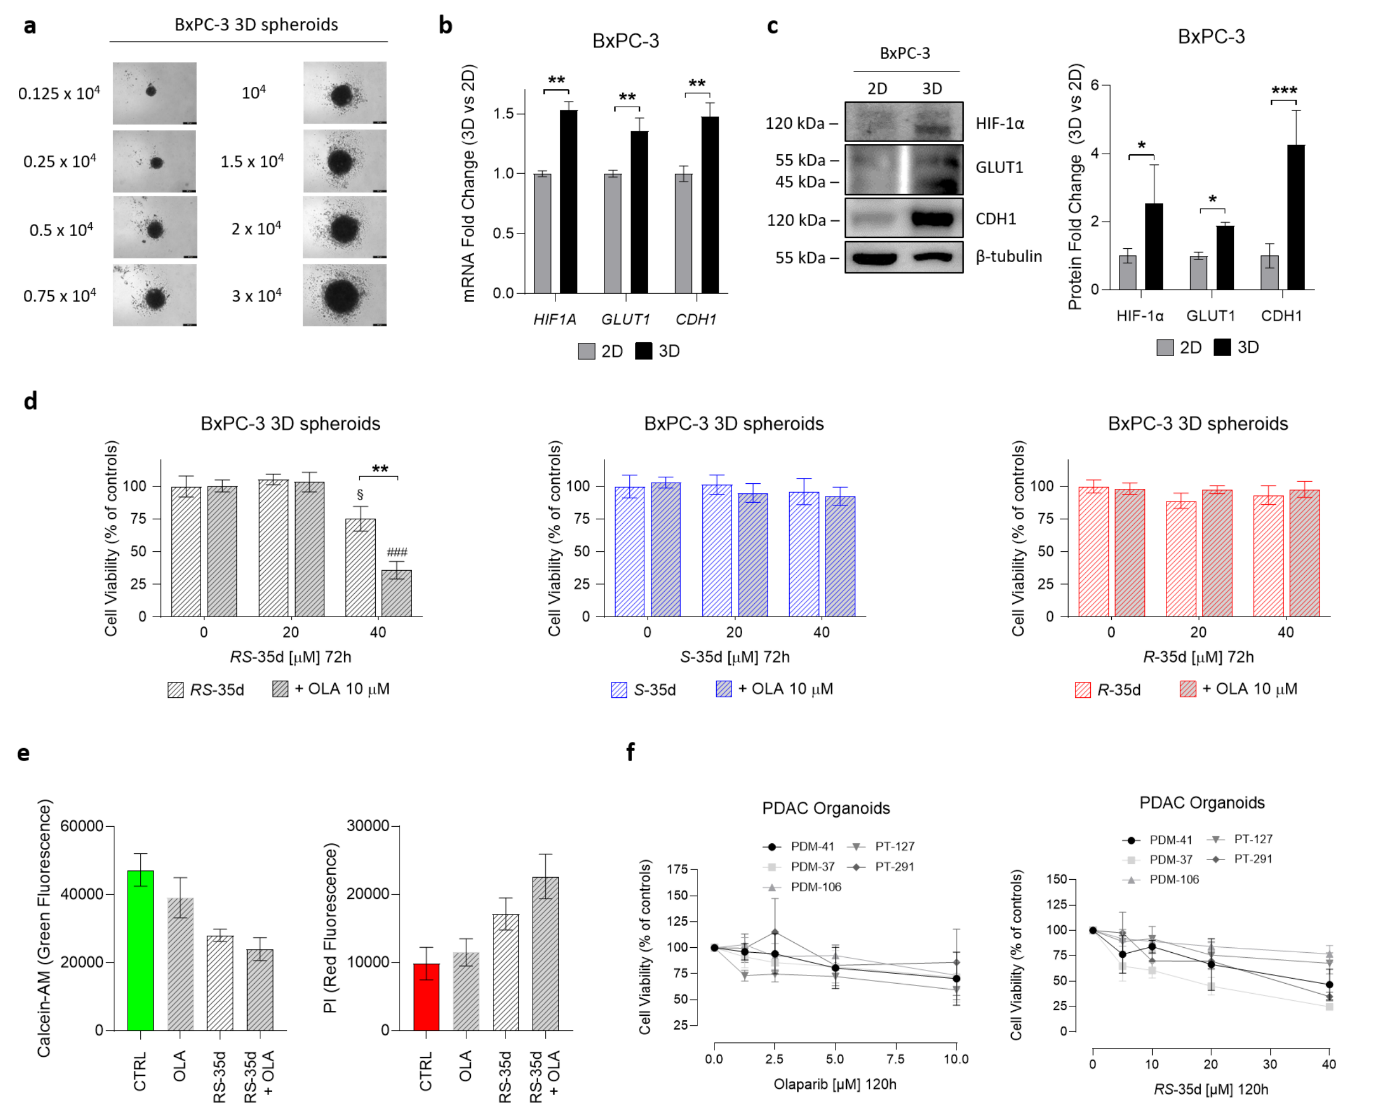 a
BxPC-3 3D spheroids
0.125 x 10⁴
10⁴
0.25 x 10⁴
1.5 x 10⁴
0.5 x 10⁴
2 x 10⁴
0.75 x 10⁴
3 x 10⁴
b
BxPC-3
mRNA Fold Change (3D vs 2D)
1.5
1.0
0.5
0.0
** ** **
HIF1A GLUT1 CDH1
2D 3D
c
BxPC-3
2D 3D
120 kDa HIF-1α
55 kDa GLUT1
45 kDa
120 kDa CDH1
55 kDa β-tubulin
BxPC-3
Protein Fold Change (3D vs 2D)
6
4
2
0
* * ***
HIF-1α GLUT1 CDH1
2D 3D
d
BxPC-3 3D spheroids
Cell Viability (% of controls)
100
75
50
25
0
§ ** ###
0 20 40
RS-35d [µM] 72h
RS-35d + OLA 10 µM
BxPC-3 3D spheroids
Cell Viability (% of controls)
100
75
50
25
0
0 20 40
S-35d [µM] 72h
S-35d + OLA 10 µM
BxPC-3 3D spheroids
Cell Viability (% of controls)
100
75
50
25
0
0 20 40
R-35d [µM] 72h
R-35d + OLA 10 µM
e
Calcein-AM (Green Fluorescence)
60000
40000
20000
0
CTRL
OLA
RS-35d
RS-35d + OLA
PI (Red Fluorescence)
30000
20000
10000
0
CTRL
OLA
RS-35d
RS-35d + OLA
f
PDAC Organoids
PDM-41 PT-127
PDM-37 PT-291
PDM-106
Cell Viability (% of controls)
175
150
125
100
75
50
25
0.0 2.5 5.0 7.5 10.0
Olaparib [µM] 120h
PDAC Organoids
PDM-41 PT-127
PDM-37 PT-291
PDM-106
Cell Viability (% of controls)
150
125
100
75
50
25
0
0 10 20 30 40
RS-35d [µM] 120h